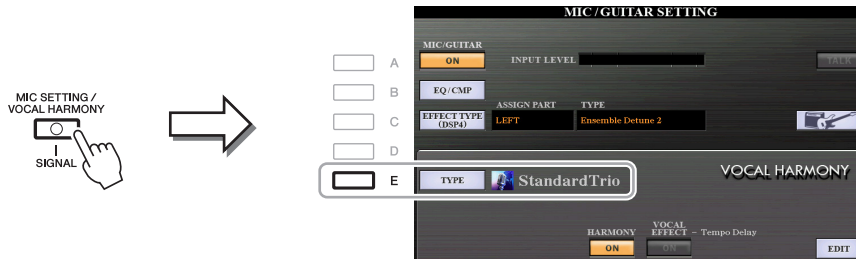 MIC SETTING /
VOCAL HARMONY
SIGNAL
A
B
C
D
E
MIC / GUITAR SETTING
MIC/GUITAR
ON
INPUT LEVEL
TALK
EQ / CMP
ASSIGN PART
TYPE
EFFECT TYPE
(DSP4)
LEFT
Ensemble Detune 2
TYPE
StandardTrio
VOCAL HARMONY
HARMONY
VOCAL
EFFECT
– Tempo Delay
ON
ON
EDIT